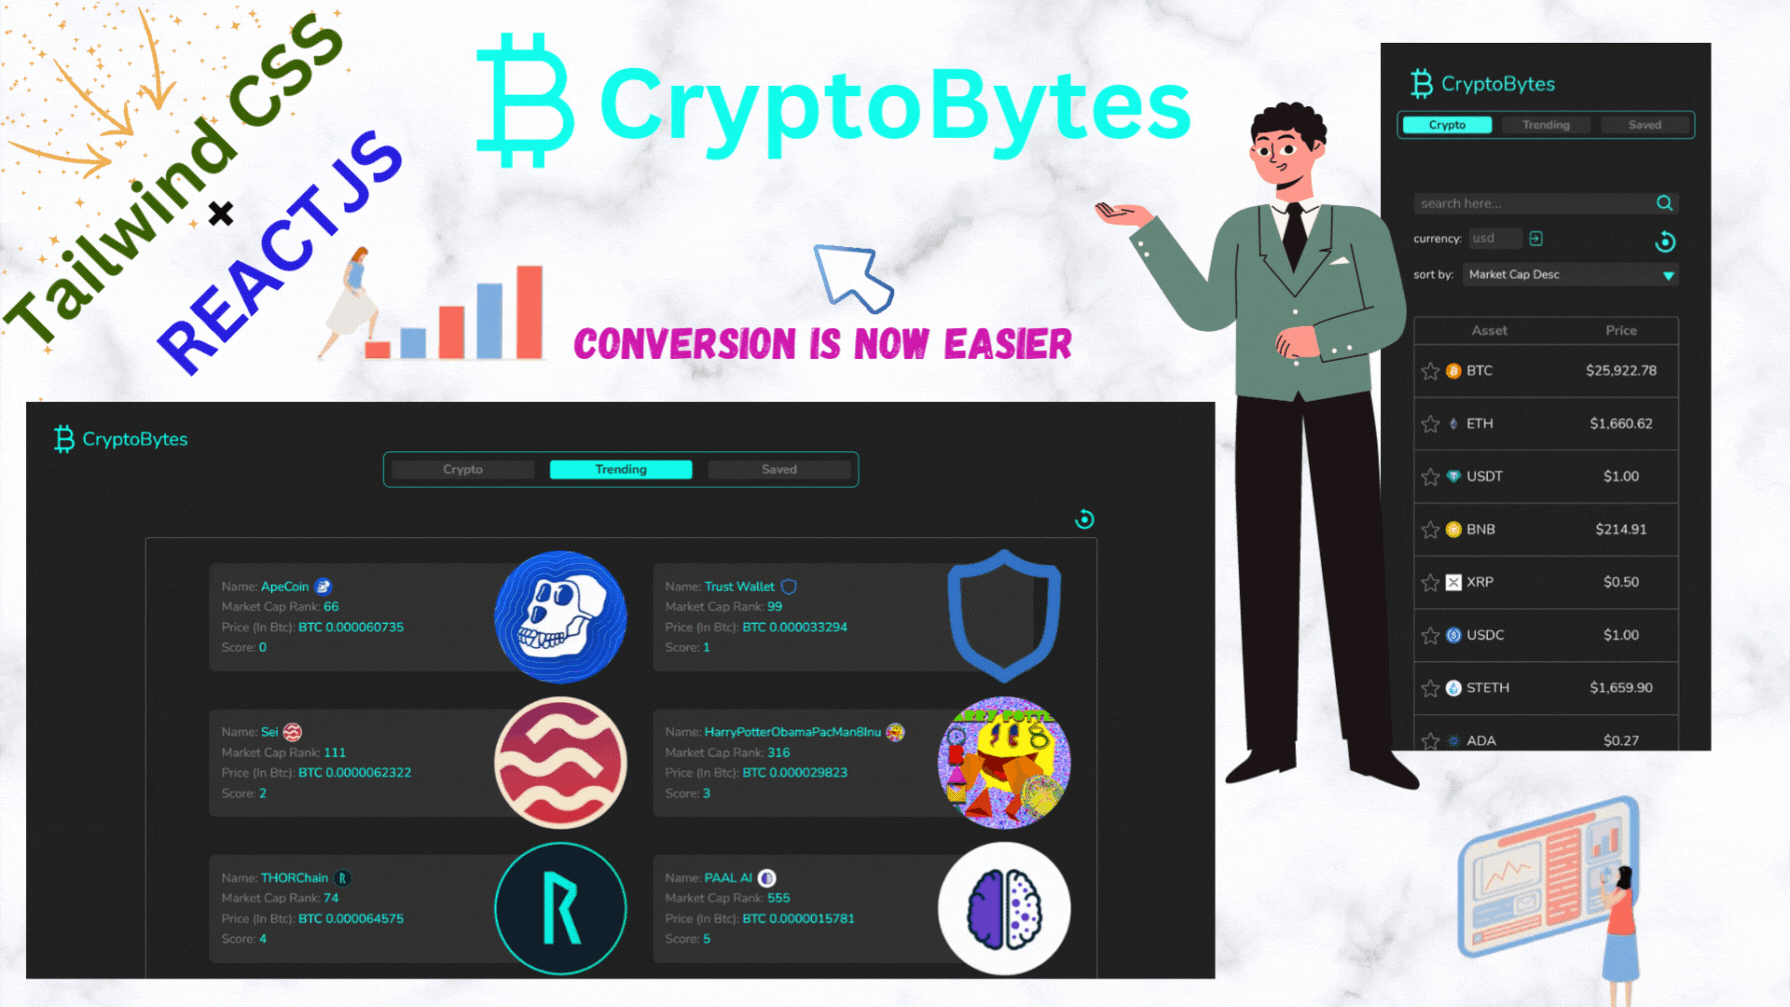 Tailwind CSS
×
REACTJS
CryptoBytes
CONVERSION IS NOW EASIER
CryptoBytes
Crypto Trending Saved
Name: ApeCoin
Market Cap Rank: 66
Price (In Btc): BTC 0.000060735
Score: 0
Name: Trust Wallet
Market Cap Rank: 99
Price (In Btc): BTC 0.000033294
Score: 1
Name: Sei
Market Cap Rank: 111
Price (In Btc): BTC 0.0000062322
Score: 2
Name: HarryPotterObamaPacMan8Inu
Market Cap Rank: 316
Price (In Btc): BTC 0.000029823
Score: 3
Name: THORChain
Market Cap Rank: 74
Price (In Btc): BTC 0.000064575
Score: 4
Name: PAAL AI
Market Cap Rank: 555
Price (In Btc): BTC 0.0000015781
Score: 5
CryptoBytes
Crypto Trending Saved
search here...
currency: usd
sort by: Market Cap Desc
Asset Price
BTC $25,922.78
ETH $1,660.62
USDT $1.00
BNB $214.91
XRP $0.50
USDC $1.00
STETH $1,659.90
ADA $0.27